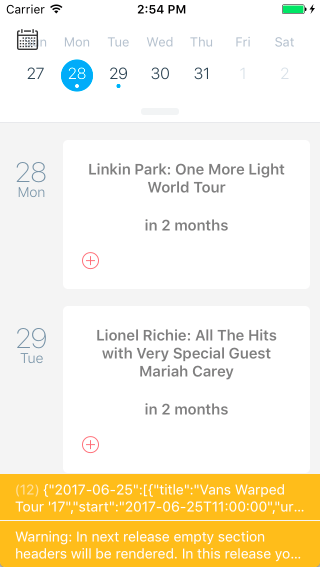 Carrier 2:54 PM
Mon Tue Wed Thu Fri Sat
27 28 29 30 31 1 2
28
Mon
Linkin Park: One More Light
World Tour
in 2 months
29
Tue
Lionel Richie: All The Hits
with Very Special Guest
Mariah Carey
in 2 months
(12) {"2017-06-25":[{"title":"Vans Warped
Tour '17","start":"2017-06-25T11:00:00","ur...
Warning: In next release empty section
headers will be rendered. In this release yo...